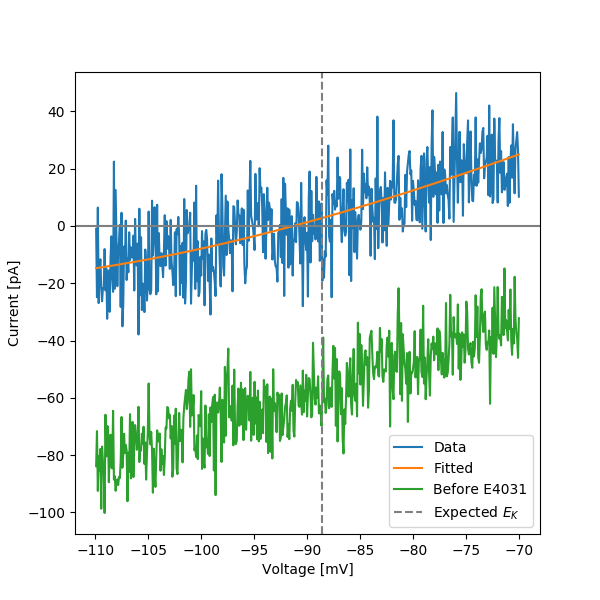 40
20
0
−20
−40
−60
−80
−100
Current [pA]
−110
−105
−100
−95
−90
−85
−80
−75
−70
Voltage [mV]
Data
Fitted
Before E4031
Expected E_K